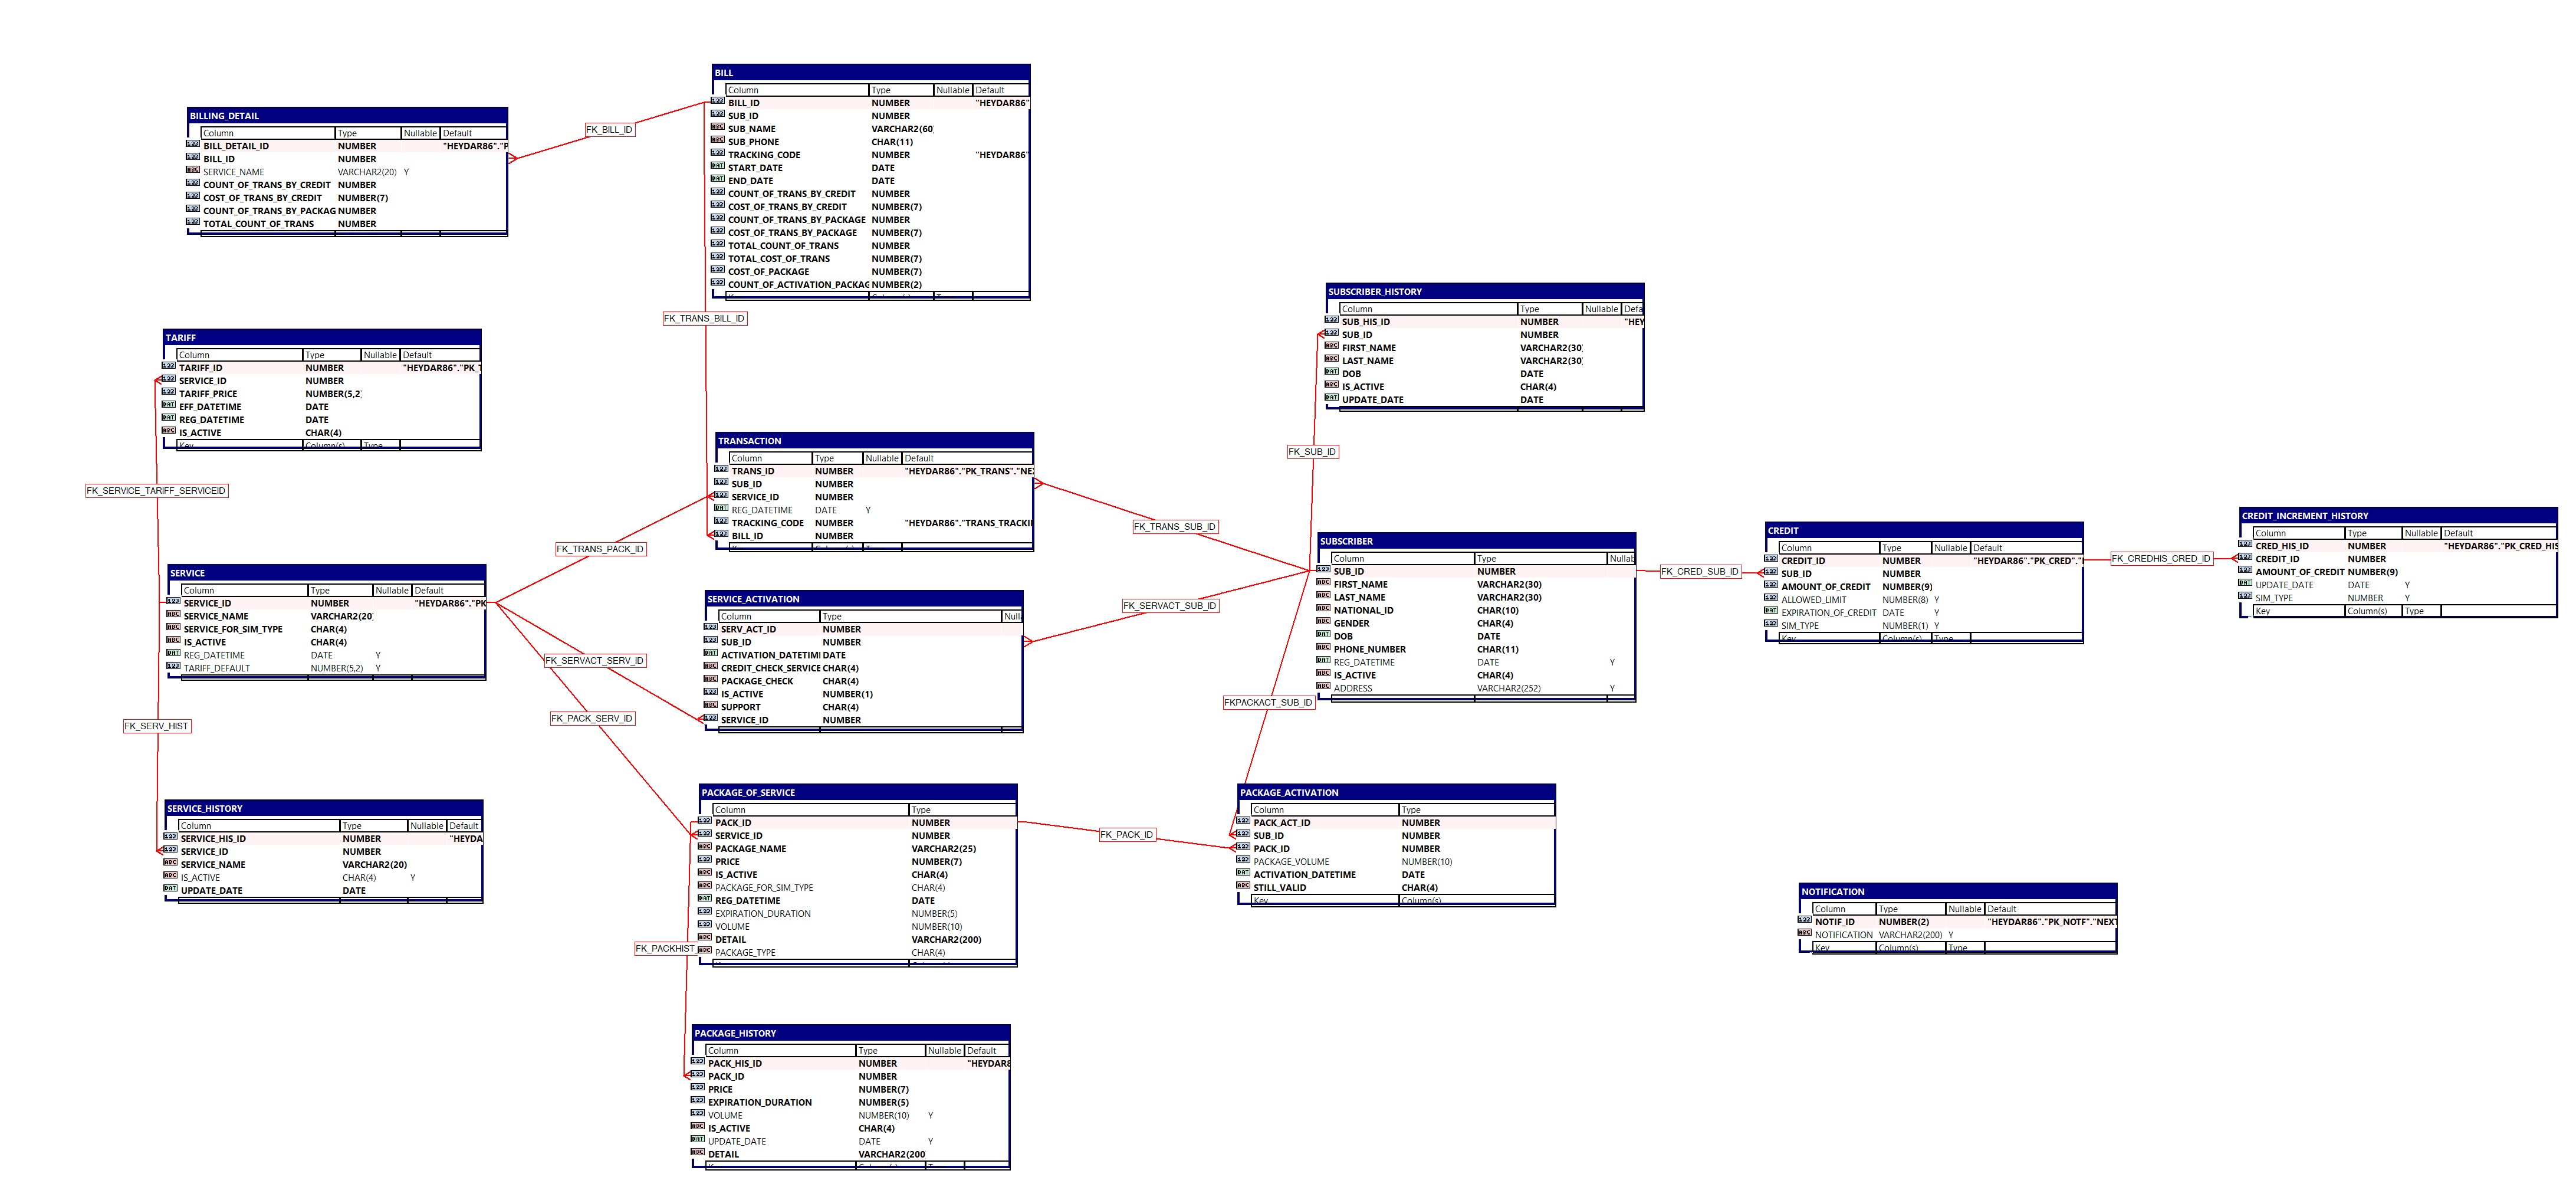 BILL
Column Type Nullable Default
BILL_ID NUMBER "HEYDAR86"
SUB_ID NUMBER
SUB_NAME VARCHAR2(60
SUB_PHONE CHAR(11)
TRACKING_CODE NUMBER "HEYDAR86"
START_DATE DATE
END_DATE DATE
COUNT_OF_TRANS_BY_CREDIT NUMBER
COST_OF_TRANS_BY_CREDIT NUMBER(7)
COUNT_OF_TRANS_BY_PACKAGE NUMBER
COST_OF_TRANS_BY_PACKAGE NUMBER(7)
TOTAL_COUNT_OF_TRANS NUMBER
TOTAL_COST_OF_TRANS NUMBER(7)
COST_OF_PACKAGE NUMBER(7)
COUNT_OF_ACTIVATION_PACKAG NUMBER(2)
BILLING_DETAIL
Column Type Nullable Default
BILL_DETAIL_ID NUMBER "HEYDAR86"."P
BILL_ID NUMBER
SERVICE_NAME VARCHAR2(20) Y
COUNT_OF_TRANS_BY_CREDIT NUMBER
COST_OF_TRANS_BY_CREDIT NUMBER(7)
COUNT_OF_TRANS_BY_PACKAG NUMBER
TOTAL_COUNT_OF_TRANS NUMBER
FK_BILL_ID
FK_TRANS_BILL_ID
SUBSCRIBER_HISTORY
Column Type Nullable Defa
SUB_HIS_ID NUMBER "HEY
SUB_ID NUMBER
FIRST_NAME VARCHAR2(30
LAST_NAME VARCHAR2(30
DOB DATE
IS_ACTIVE CHAR(4)
UPDATE_DATE DATE
TARIFF
Column Type Nullable Default
TARIFF_ID NUMBER "HEYDAR86"."PK_T
SERVICE_ID NUMBER
TARIFF_PRICE NUMBER(5,2
EFF_DATETIME DATE
REG_DATETIME DATE
IS_ACTIVE CHAR(4)
Key Column(s) Type
TRANSACTION
Column Type Nullable Default
TRANS_ID NUMBER "HEYDAR86"."PK_TRANS"."NE
SUB_ID NUMBER
SERVICE_ID NUMBER
REG_DATETIME DATE Y
TRACKING_CODE NUMBER "HEYDAR86"."TRANS_TRACKI
BILL_ID NUMBER
FK_SUB_ID
FK_SERVICE_TARIFF_SERVICEID
FK_TRANS_SUB_ID
FK_TRANS_PACK_ID
SERVICE
Column Type Nullable Default
SERVICE_ID NUMBER "HEYDAR86"."PK
SERVICE_NAME VARCHAR2(20
SERVICE_FOR_SIM_TYPE CHAR(4)
IS_ACTIVE CHAR(4)
REG_DATETIME DATE Y
TARIFF_DEFAULT NUMBER(5,2) Y
SERVICE_ACTIVATION
Column Type Null
SERV_ACT_ID NUMBER
SUB_ID NUMBER
ACTIVATION_DATETIM DATE
CREDIT_CHECK_SERVICE CHAR(4)
PACKAGE_CHECK CHAR(4)
IS_ACTIVE NUMBER(1)
SUPPORT CHAR(4)
SERVICE_ID NUMBER
FK_SERVACT_SUB_ID
SUBSCRIBER
Column Type Nullab
SUB_ID NUMBER
FIRST_NAME VARCHAR2(30)
LAST_NAME VARCHAR2(30)
NATIONAL_ID CHAR(10)
GENDER CHAR(4)
DOB DATE
PHONE_NUMBER CHAR(11)
REG_DATETIME DATE Y
IS_ACTIVE CHAR(4)
ADDRESS VARCHAR2(252) Y
FK_CRED_SUB_ID
CREDIT
Column Type Nullable Default
CREDIT_ID NUMBER "HEYDAR86"."PK_CRED"."
SUB_ID NUMBER
AMOUNT_OF_CREDIT NUMBER(9)
ALLOWED_LIMIT NUMBER(8) Y
EXPIRATION_OF_CREDIT DATE Y
SIM_TYPE NUMBER(1) Y
Key Column(s) Type
FK_CREDHIS_CRED_ID
CREDIT_INCREMENT_HISTORY
Column Type Nullable Default
CRED_HIS_ID NUMBER "HEYDAR86"."PK_CRED_HIS
CREDIT_ID NUMBER
AMOUNT_OF_CREDIT NUMBER(9)
UPDATE_DATE DATE Y
SIM_TYPE NUMBER Y
Key Column(s) Type
FK_SERVACT_SERV_ID
FK_PACK_SERV_ID
FK_SERV_HIST
FKPACKACT_SUB_ID
SERVICE_HISTORY
Column Type Nullable Default
SERVICE_HIS_ID NUMBER "HEYDA
SERVICE_ID NUMBER
SERVICE_NAME VARCHAR2(20)
IS_ACTIVE CHAR(4) Y
UPDATE_DATE DATE
PACKAGE_OF_SERVICE
Column Type
PACK_ID NUMBER
SERVICE_ID NUMBER
PACKAGE_NAME VARCHAR2(25)
PRICE NUMBER(7)
IS_ACTIVE CHAR(4)
PACKAGE_FOR_SIM_TYPE CHAR(4)
REG_DATETIME DATE
EXPIRATION_DURATION NUMBER(5)
VOLUME NUMBER(10)
DETAIL VARCHAR2(200)
PACKAGE_TYPE CHAR(4)
FK_PACK_ID
FK_PACKHIST_
PACKAGE_ACTIVATION
Column Type
PACK_ACT_ID NUMBER
SUB_ID NUMBER
PACK_ID NUMBER
PACKAGE_VOLUME NUMBER(10)
ACTIVATION_DATETIME DATE
STILL_VALID CHAR(4)
Key Column(s)
NOTIFICATION
Column Type Nullable Default
NOTIF_ID NUMBER(2) "HEYDAR86"."PK_NOTF"."NEXT
NOTIFICATION VARCHAR2(200) Y
Key Column(s) Type
PACKAGE_HISTORY
Column Type Nullable Default
PACK_HIS_ID NUMBER "HEYDAR8
PACK_ID NUMBER
PRICE NUMBER(7)
EXPIRATION_DURATION NUMBER(5)
VOLUME NUMBER(10) Y
IS_ACTIVE CHAR(4)
UPDATE_DATE DATE Y
DETAIL VARCHAR2(200